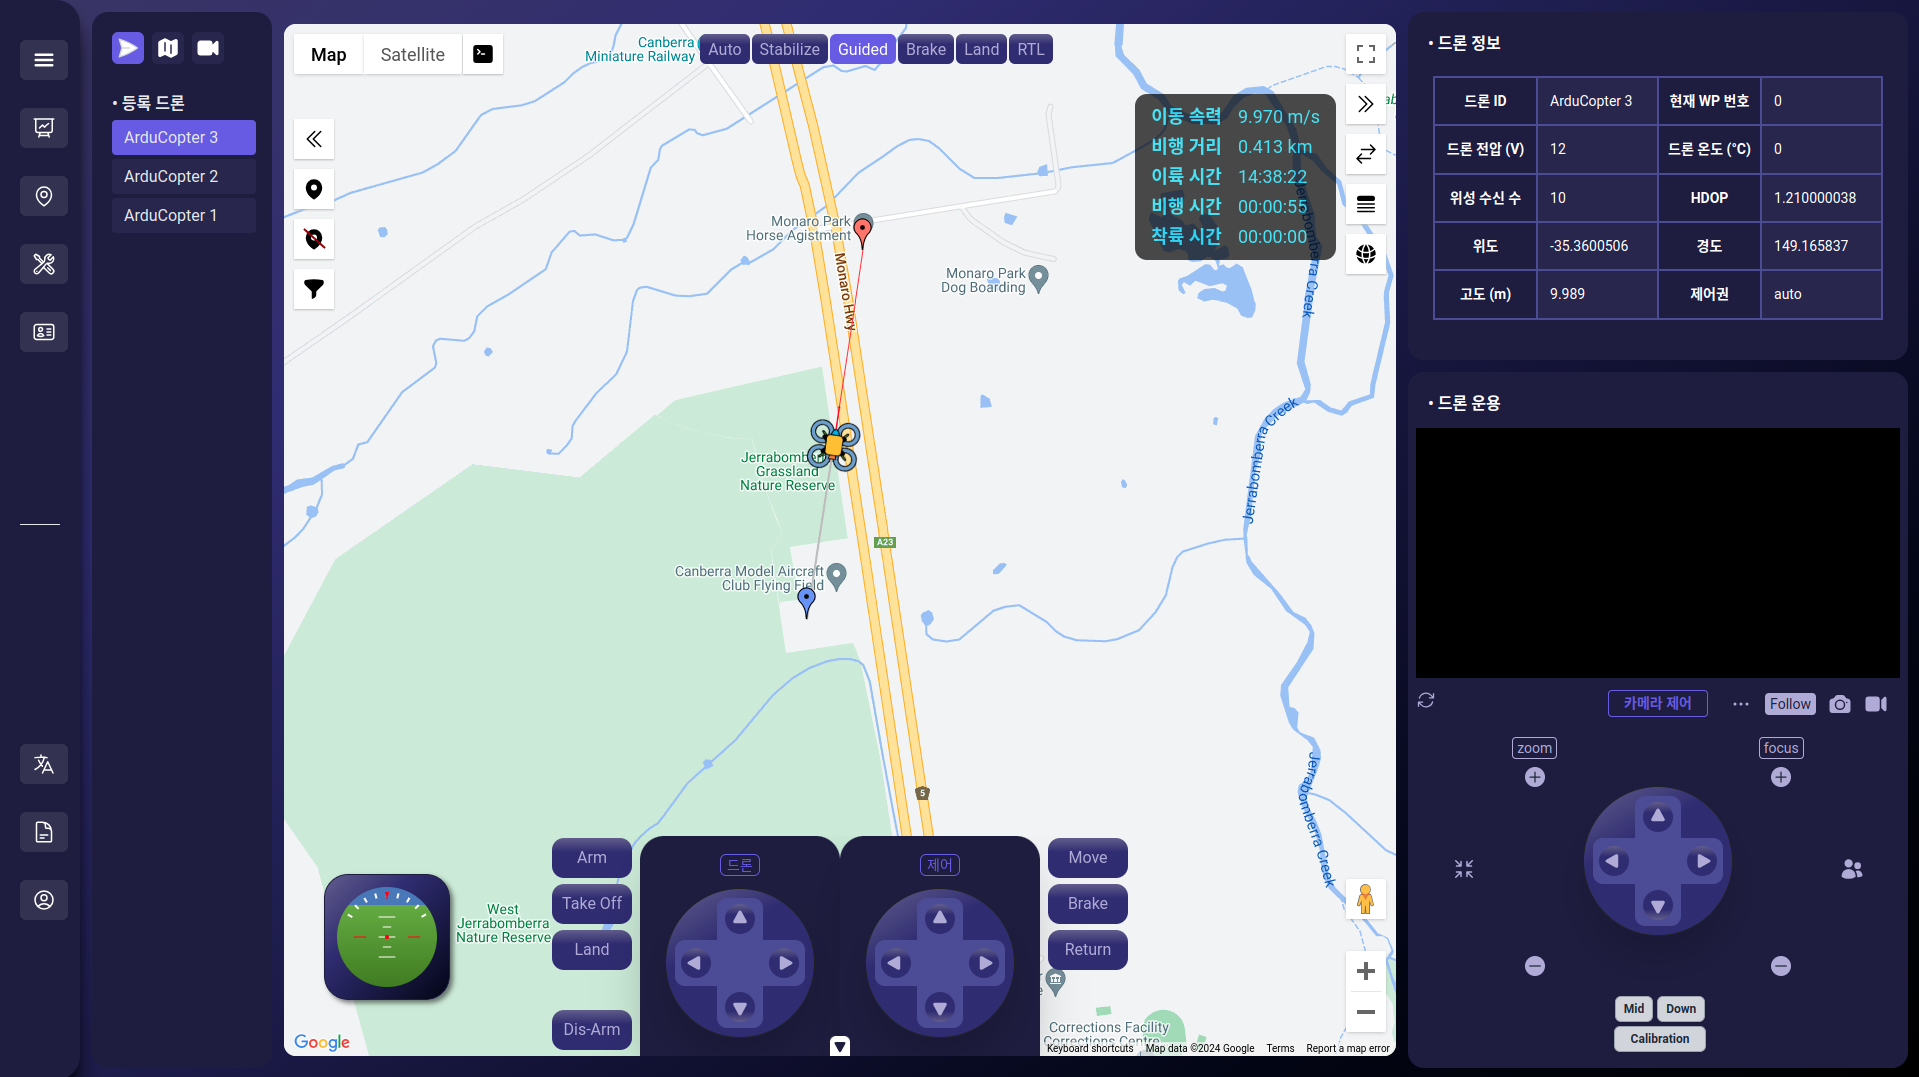 • 등록 드론
ArduCopter 3
ArduCopter 2
ArduCopter 1
Map
Satellite
Auto
Stabilize
Guided
Brake
Land
RTL
Canberra
Miniature Railway
이동 속력 9.970 m/s
비행 거리 0.413 km
이륙 시간 14:38:22
비행 시간 00:00:55
착륙 시간 00:00:00
Monaro Park
Horse Agistment
Monaro Hwy
Monaro Park
Dog Boarding
Jerrabomberra Creek
Jerrabomberra Creek
Jerrabomberra Creek
Jerrabomberra Creek
Grassland
Nature Reserve
A23
Canberra Model Aircraft
Club Flying Field
5
West
Jerrabomberra
Nature Reserve
Arm
Take Off
Land
Dis-Arm
드론
제어
Move
Brake
Return
Corrections Facility
Corrections Centre
Google
Keyboard shortcuts
Map data ©2024 Google
Terms
Report a map error
• 드론 정보
드론 ID ArduCopter 3 현재 WP 번호 0
드론 전압 (V) 12 드론 온도 (°C) 0
위성 수신 수 10 HDOP 1.210000038
위도 -35.3600506 경도 149.165837
고도 (m) 9.989 제어권 auto
• 드론 운용
카메라 제어
Follow
zoom
focus
Mid
Down
Calibration